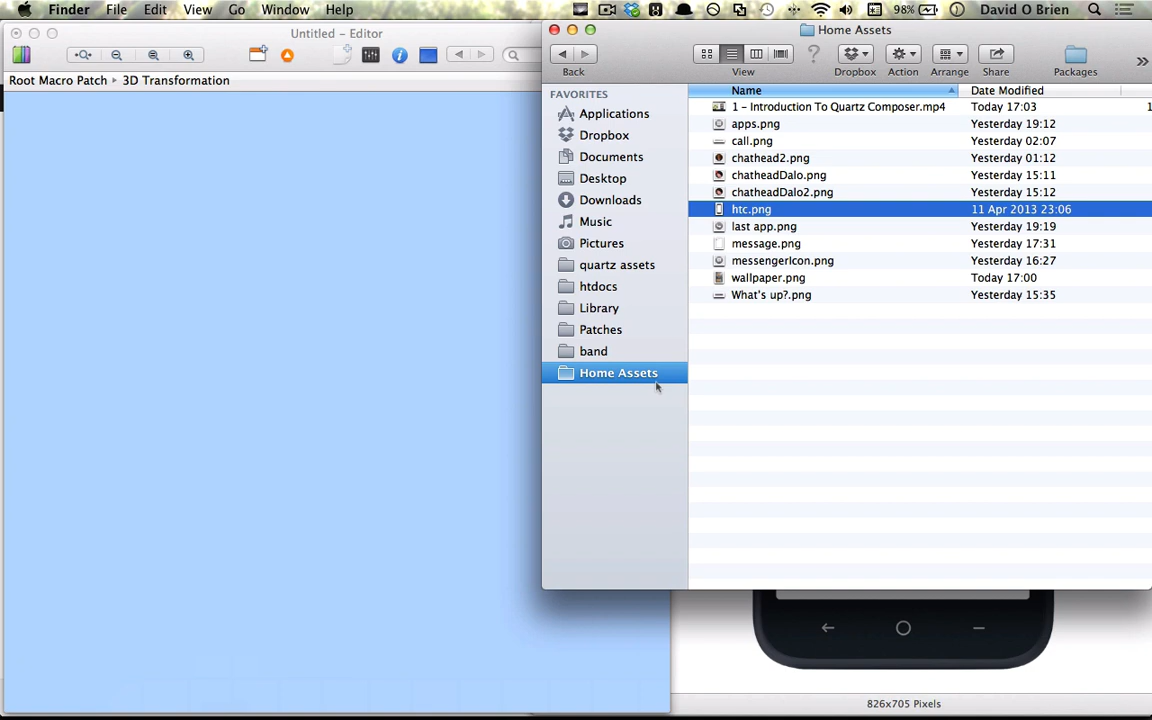 Finder File Edit View Go Window Help 98% David O Brien
Untitled - Editor
Root Macro Patch 3D Transformation
Home Assets
Back View Dropbox Action Arrange Share Packages
FAVORITES
Applications
Dropbox
Documents
Desktop
Downloads
Music
Pictures
quartz assets
htdocs
Library
Patches
band
Home Assets
Name Date Modified
1 - Introduction To Quartz Composer.mp4 Today 17:03 1
apps.png Yesterday 19:12
call.png Yesterday 02:07
chathead2.png Yesterday 01:12
chatheadDalo.png Yesterday 15:11
chatheadDalo2.png Yesterday 15:12
htc.png 11 Apr 2013 23:06
last app.png Yesterday 19:19
message.png Yesterday 17:31
messengerIcon.png Yesterday 16:27
wallpaper.png Today 17:00
What's up?.png Yesterday 15:35
826x705 Pixels